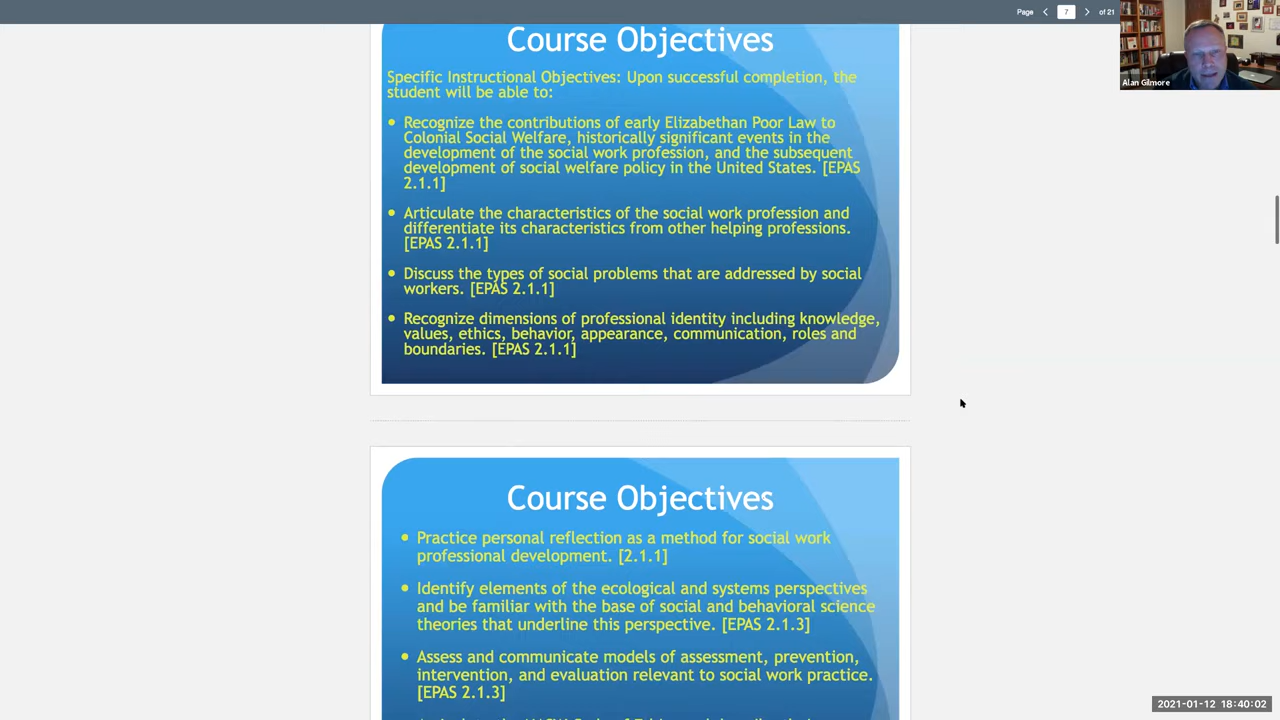 Page
7
of 21
Alan Gilmore
Course Objectives
Specific Instructional Objectives: Upon successful completion, the
student will be able to:
Recognize the contributions of early Elizabethan Poor Law to
Colonial Social Welfare, historically significant events in the
development of the social work profession, and the subsequent
development of social welfare policy in the United States. [EPAS
2.1.1]
Articulate the characteristics of the social work profession and
differentiate its characteristics from other helping professions.
[EPAS 2.1.1]
Discuss the types of social problems that are addressed by social
workers. [EPAS 2.1.1]
Recognize dimensions of professional identity including knowledge,
values, ethics, behavior, appearance, communication, roles and
boundaries. [EPAS 2.1.1]
Course Objectives
Practice personal reflection as a method for social work
professional development. [2.1.1]
Identify elements of the ecological and systems perspectives
and be familiar with the base of social and behavioral science
theories that underline this perspective. [EPAS 2.1.3]
Assess and communicate models of assessment, prevention,
intervention, and evaluation relevant to social work practice.
[EPAS 2.1.3]
2021-01-12 18:40:02